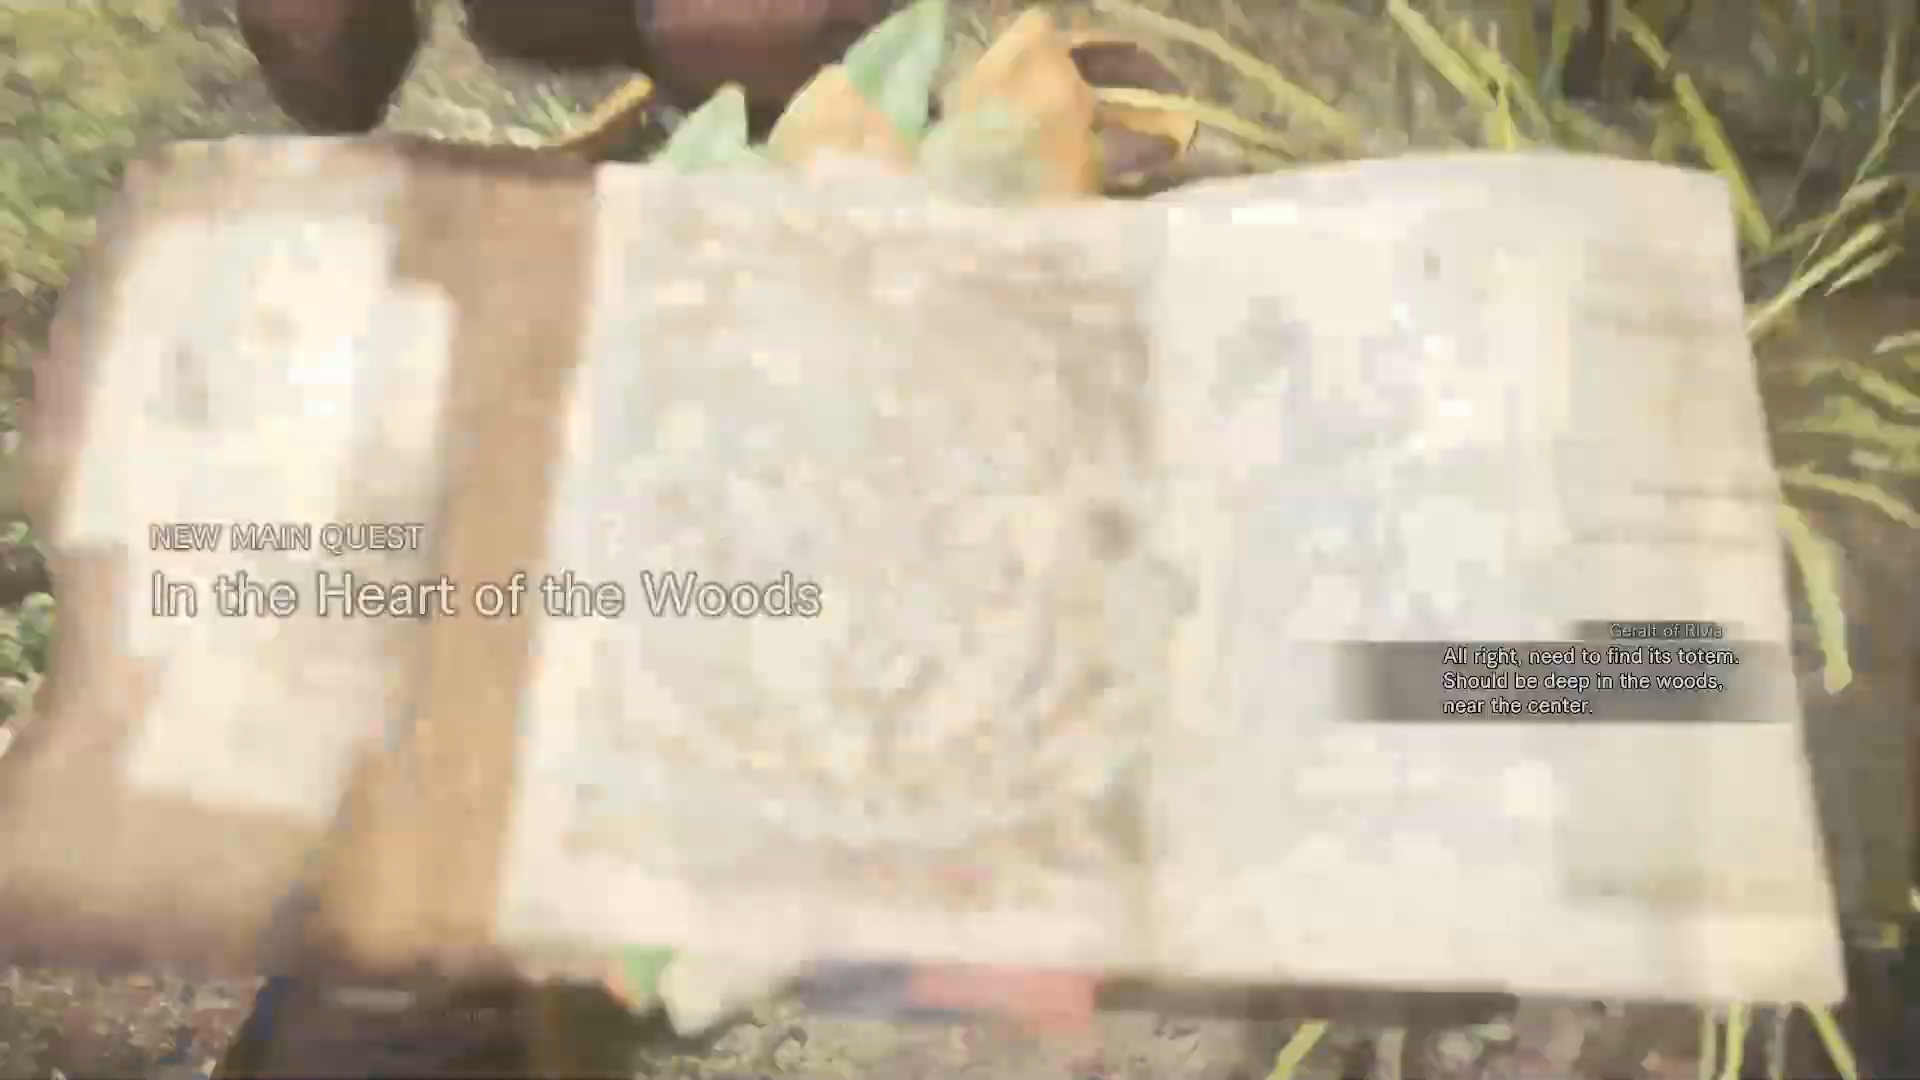 NEW MAIN QUEST
In the Heart of the Woods
Geralt of Rivia
All right, need to find its totem.
Should be deep in the woods,
near the center.